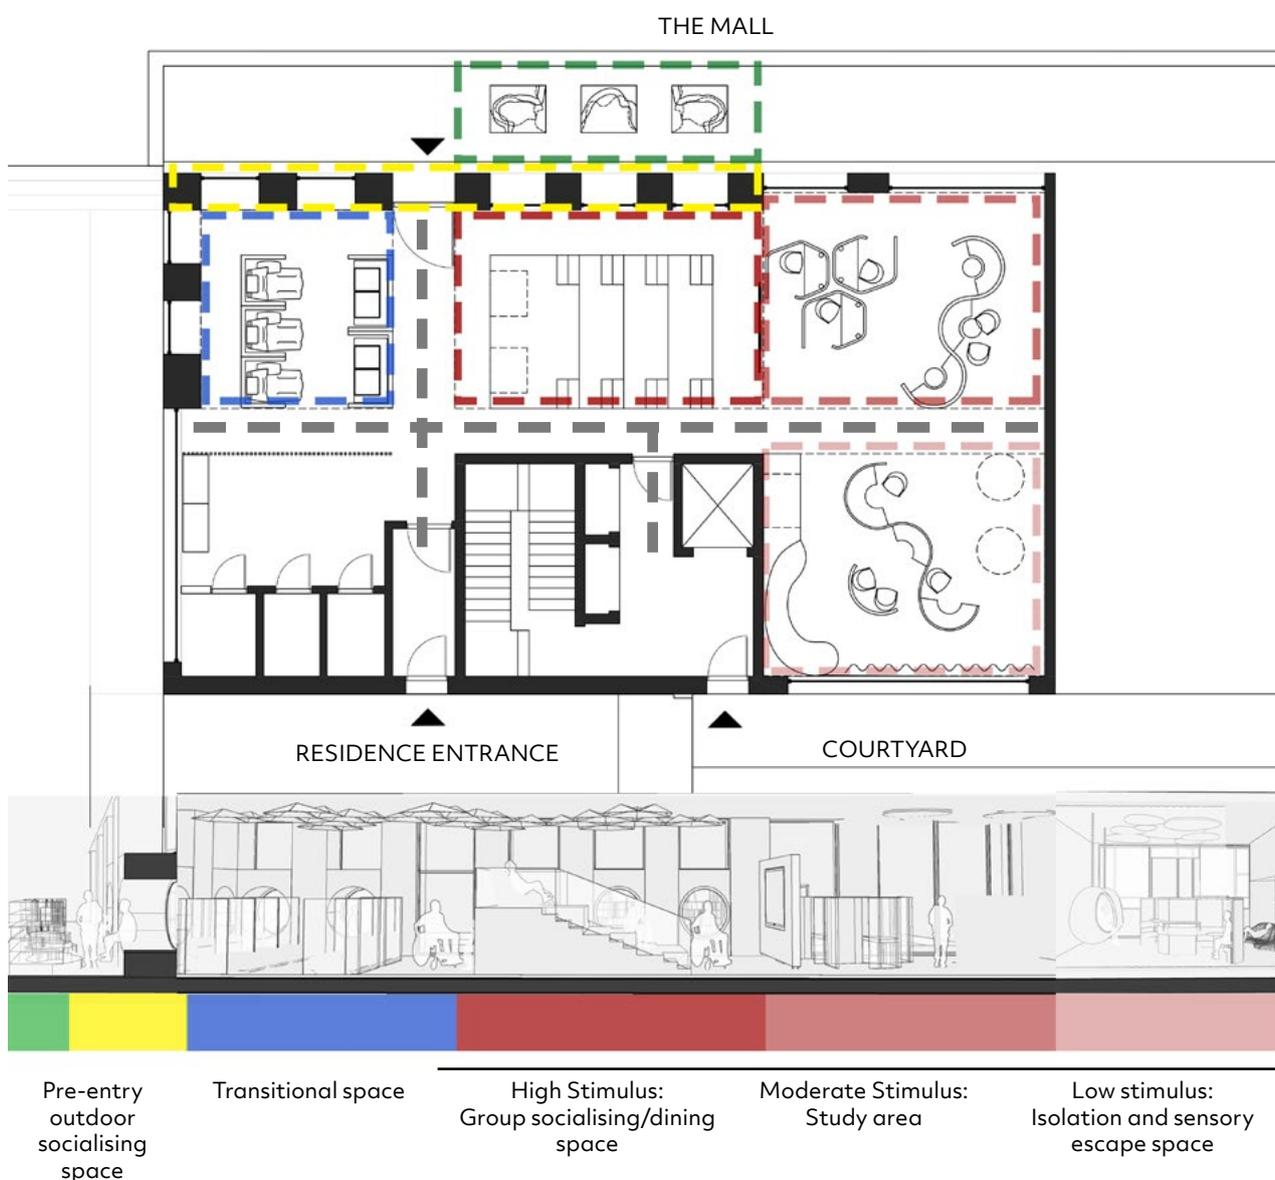 THE MALL
RESIDENCE ENTRANCE
COURTYARD
Pre-entry
outdoor
socialising
space
Transitional space
High Stimulus:
Group socialising/dining
space
Moderate Stimulus:
Study area
Low stimulus:
Isolation and sensory
escape space